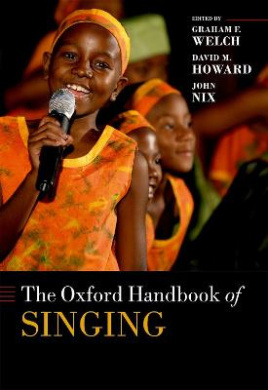 EDITED BY
GRAHAM F.
WELCH
DAVID M.
HOWARD
JOHN
NIX
The Oxford Handbook of
SINGING